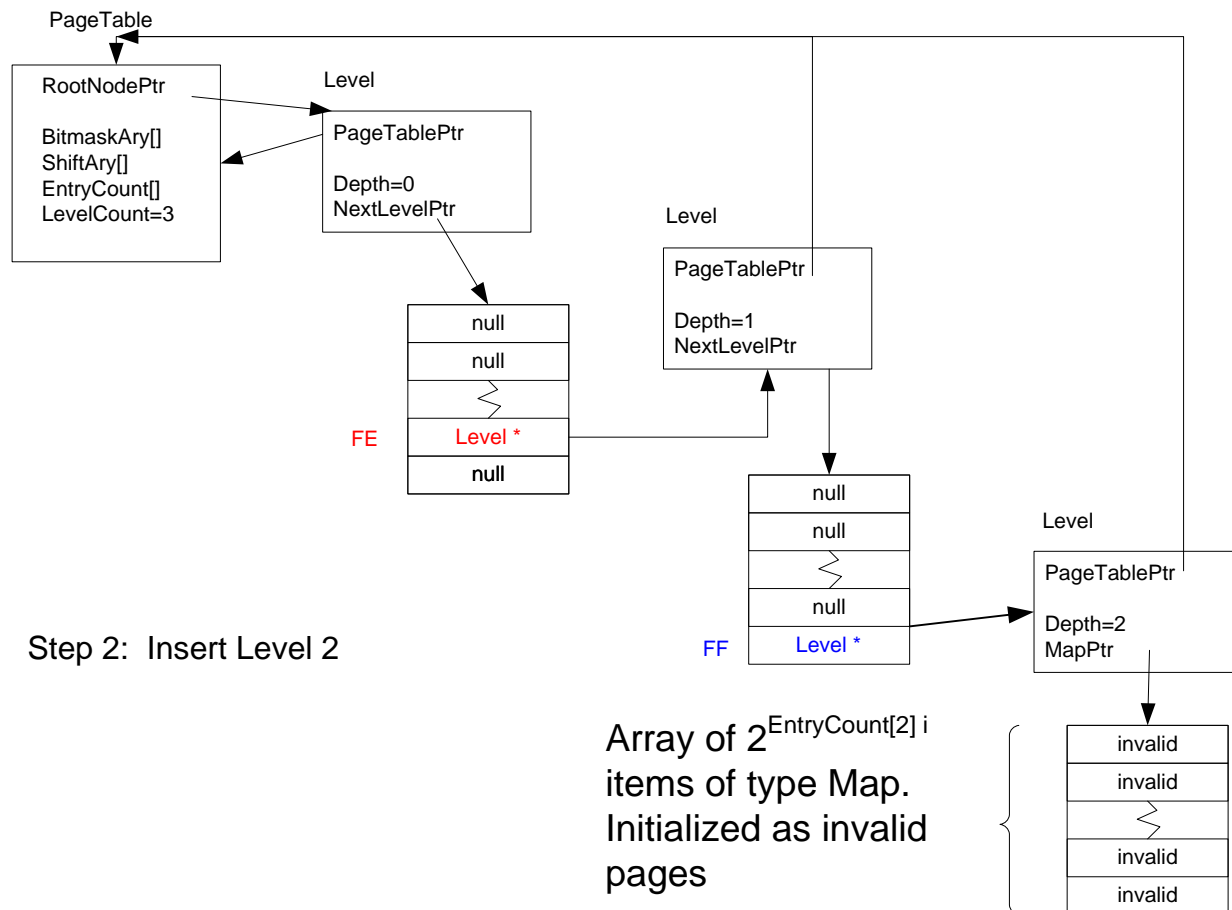 PageTable
RootNodePtr
BitmaskAry[]
ShiftAry[]
EntryCount[]
LevelCount=3
Level
PageTablePtr
Depth=0
NextLevelPtr
null
null
FE
Level *
null
Level
PageTablePtr
Depth=1
NextLevelPtr
null
null
null
FF
Level *
Level
PageTablePtr
Depth=2
MapPtr
invalid
invalid
invalid
invalid
Step 2: Insert Level 2
Array of 2^EntryCount[2] i
items of type Map.
Initialized as invalid
pages